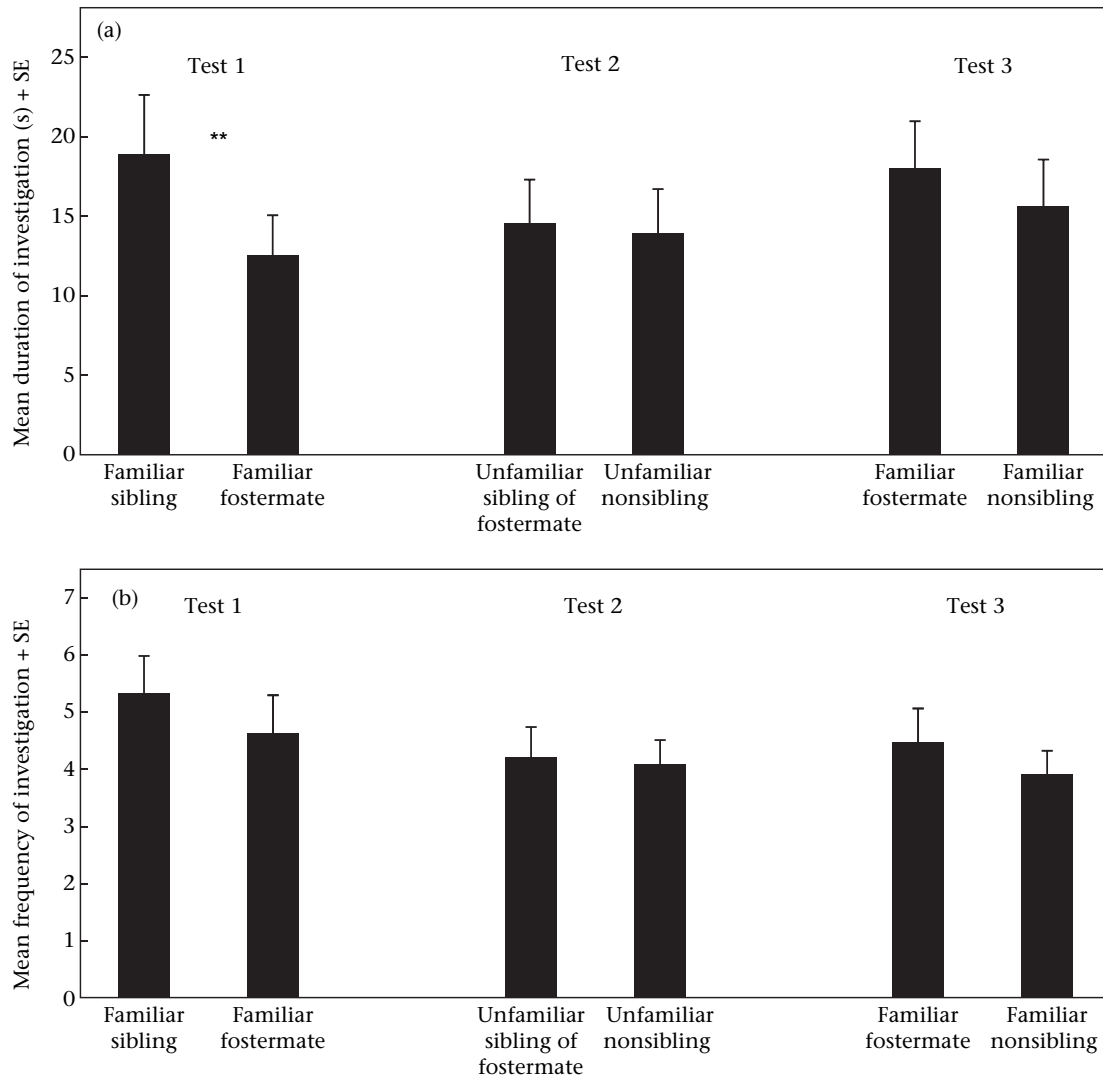 (a)
Test 1
Test 2
Test 3
**
Mean duration of investigation (s) + SE
25
20
15
10
5
0
Familiar
sibling
Familiar
fostermate
Unfamiliar
sibling of
fostermate
Unfamiliar
nonsibling
Familiar
fostermate
Familiar
nonsibling
(b)
Test 1
Test 2
Test 3
Mean frequency of investigation + SE
7
6
5
4
3
2
1
0
Familiar
sibling
Familiar
fostermate
Unfamiliar
sibling of
fostermate
Unfamiliar
nonsibling
Familiar
fostermate
Familiar
nonsibling